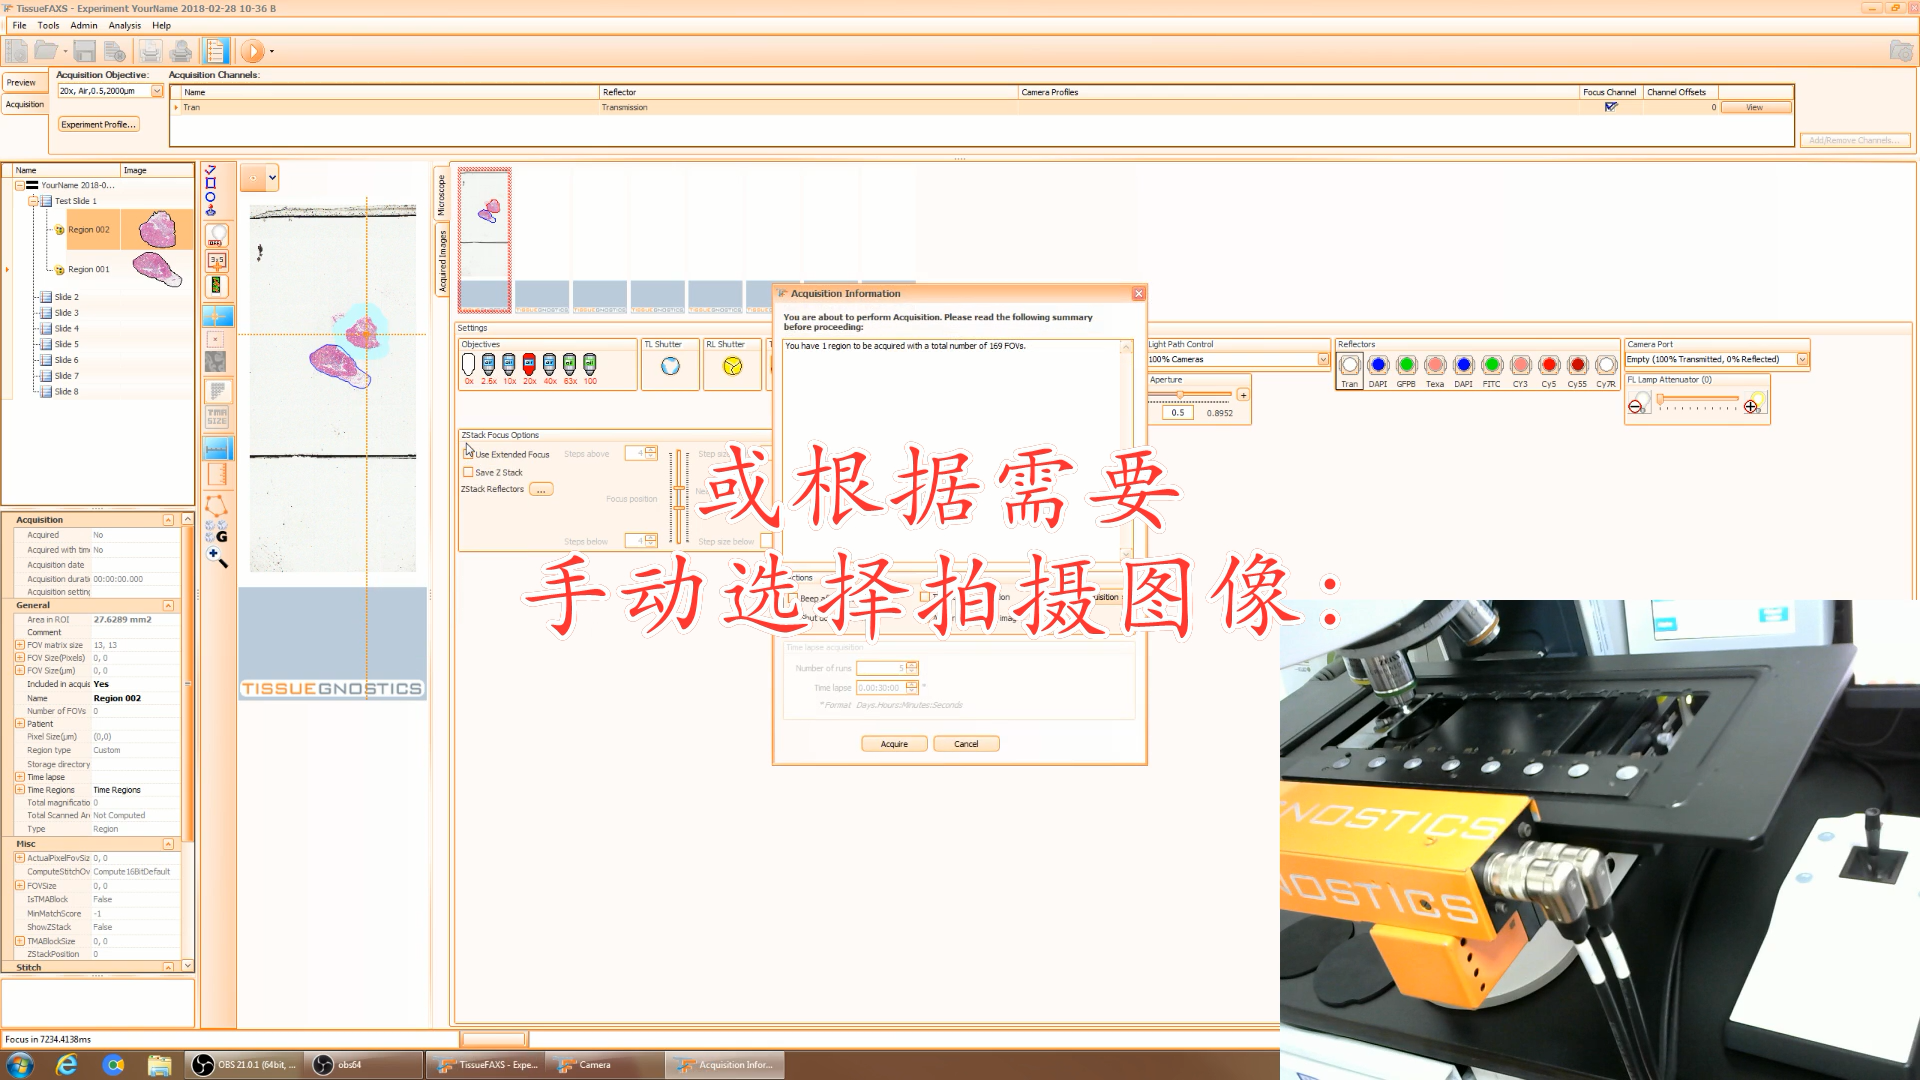 TissueFAXS - Experiment YourName 2018-02-28 10-36 B
File Tools Admin Analysis Help
Preview
Acquisition
Acquisition Objective:
20x, Air,0.5,2000µm
Experiment Profile...
Acquisition Channels:
Name Reflector Camera Profiles Focus Channel Channel Offsets
Tran Transmission 0 View
Add/Remove Channels...
Name Image
YourName 2018-0...
Test Slide 1
Region 002
Region 001
Slide 2
Slide 3
Slide 4
Slide 5
Slide 6
Slide 7
Slide 8
Microscope
Acquired Images
TISSUEGNOSTICS
Settings
Objectives
0x 2.5x 10x 20x 40x 63x 100
TL Shutter
RL Shutter
Light Path Control
100% Cameras
Aperture
0.5 0.8952
Reflectors
Tran DAPI GFPB Texa DAPI FITC CY3 Cy5 Cy55 Cy7R
Camera Port
Empty (100% Transmitted, 0% Reflected)
FL Lamp Attenuator (0)
ZStack Focus Options
Use Extended Focus
Save Z Stack
ZStack Reflectors ...
Steps above 4
Focus position
Steps below 4
Step size below
Acquisition Information
You are about to perform Acquisition. Please read the following summary
before proceeding:
You have 1 region to be acquired with a total number of 169 FOVs.
或根据需要
手动选择拍摄图像：
Time lapse acquisition
Number of runs 5
Time lapse 0.00:30:00 *
* Format Days.Hours:Minutes:Seconds
Acquire Cancel
Acquisition
Acquired No
Acquired with tim No
Acquisition date
Acquisition durati 00:00:00.000
Acquisition setting
General
Area in ROI 27.6289 mm2
Comment
FOV matrix size 13, 13
FOV Size(Pixels) 0, 0
FOV Size(µm) 0, 0
Included in acquis Yes
Name Region 002
Number of FOVs 0
Patient
Pixel Size(µm) (0,0)
Region type Custom
Storage directory
Time lapse
Time Regions Time Regions
Total magnificatio 0
Total Scanned Ar Not Computed
Type Region
Misc
ActualPixelFovSiz 0, 0
ComputeStitchOv Compute16BitDefault
FOVSize 0, 0
IsTMABlock False
MinMatchScore -1
ShowZStack False
TMABlockSize 0, 0
ZStackPosition 0
Stitch
Focus in 7234.4138ms
GNOSTICS
NOSTICS
OBS 21.0.1 (64bit, ...
obs64
TissueFAXS - Expe...
Camera
Acquisition Infor...